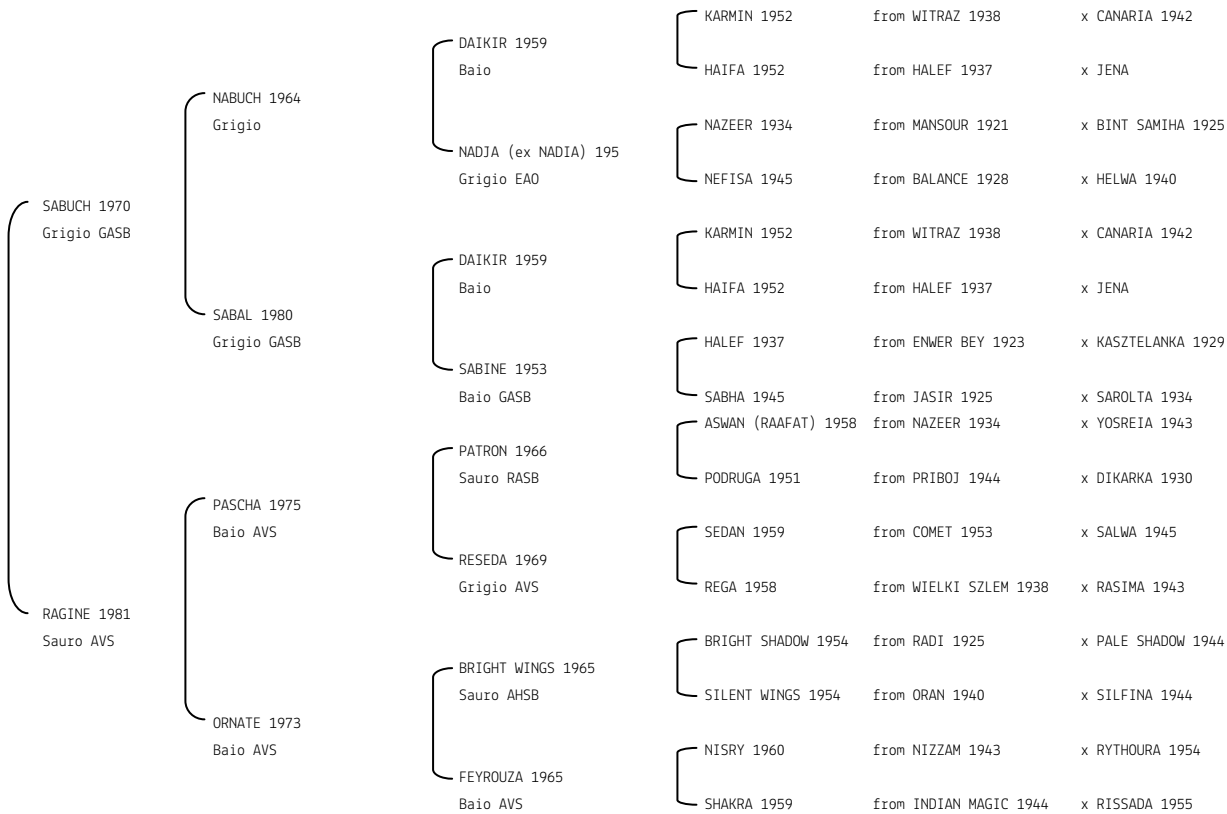 KARMIN 1952 from WITRAZ 1938 x CANARIA 1942
DAIKIR 1959
Baio
HAIFA 1952 from HALEF 1937 x JENA
NABUCH 1964
Grigio
NAZEER 1934 from MANSOUR 1921 x BINT SAMIHA 1925
NADJA (ex NADIA) 195
Grigio EAO
NEFISA 1945 from BALANCE 1928 x HELWA 1940
SABUCH 1970
Grigio GASB
KARMIN 1952 from WITRAZ 1938 x CANARIA 1942
DAIKIR 1959
Baio
HAIFA 1952 from HALEF 1937 x JENA
SABAL 1980
Grigio GASB
HALEF 1937 from ENWER BEY 1923 x KASZTELANKA 1929
SABINE 1953
Baio GASB
SABHA 1945 from JASIR 1925 x SAROLTA 1934
ASWAN (RAAFAT) 1958 from NAZEER 1934 x YOSREIA 1943
PATRON 1966
Sauro RASB
PODRUGA 1951 from PRIBOJ 1944 x DIKARKA 1930
PASCHA 1975
Baio AVS
SEDAN 1959 from COMET 1953 x SALWA 1945
RESEDA 1969
Grigio AVS
REGA 1958 from WIELKI SZLEM 1938 x RASIMA 1943
RAGINE 1981
Sauro AVS
BRIGHT SHADOW 1954 from RADI 1925 x PALE SHADOW 1944
BRIGHT WINGS 1965
Sauro AHSB
SILENT WINGS 1954 from ORAN 1940 x SILFINA 1944
ORNATE 1973
Baio AVS
NISRY 1960 from NIZZAM 1943 x RYTHOURA 1954
FEYROUZA 1965
Baio AVS
SHAKRA 1959 from INDIAN MAGIC 1944 x RISSADA 1955